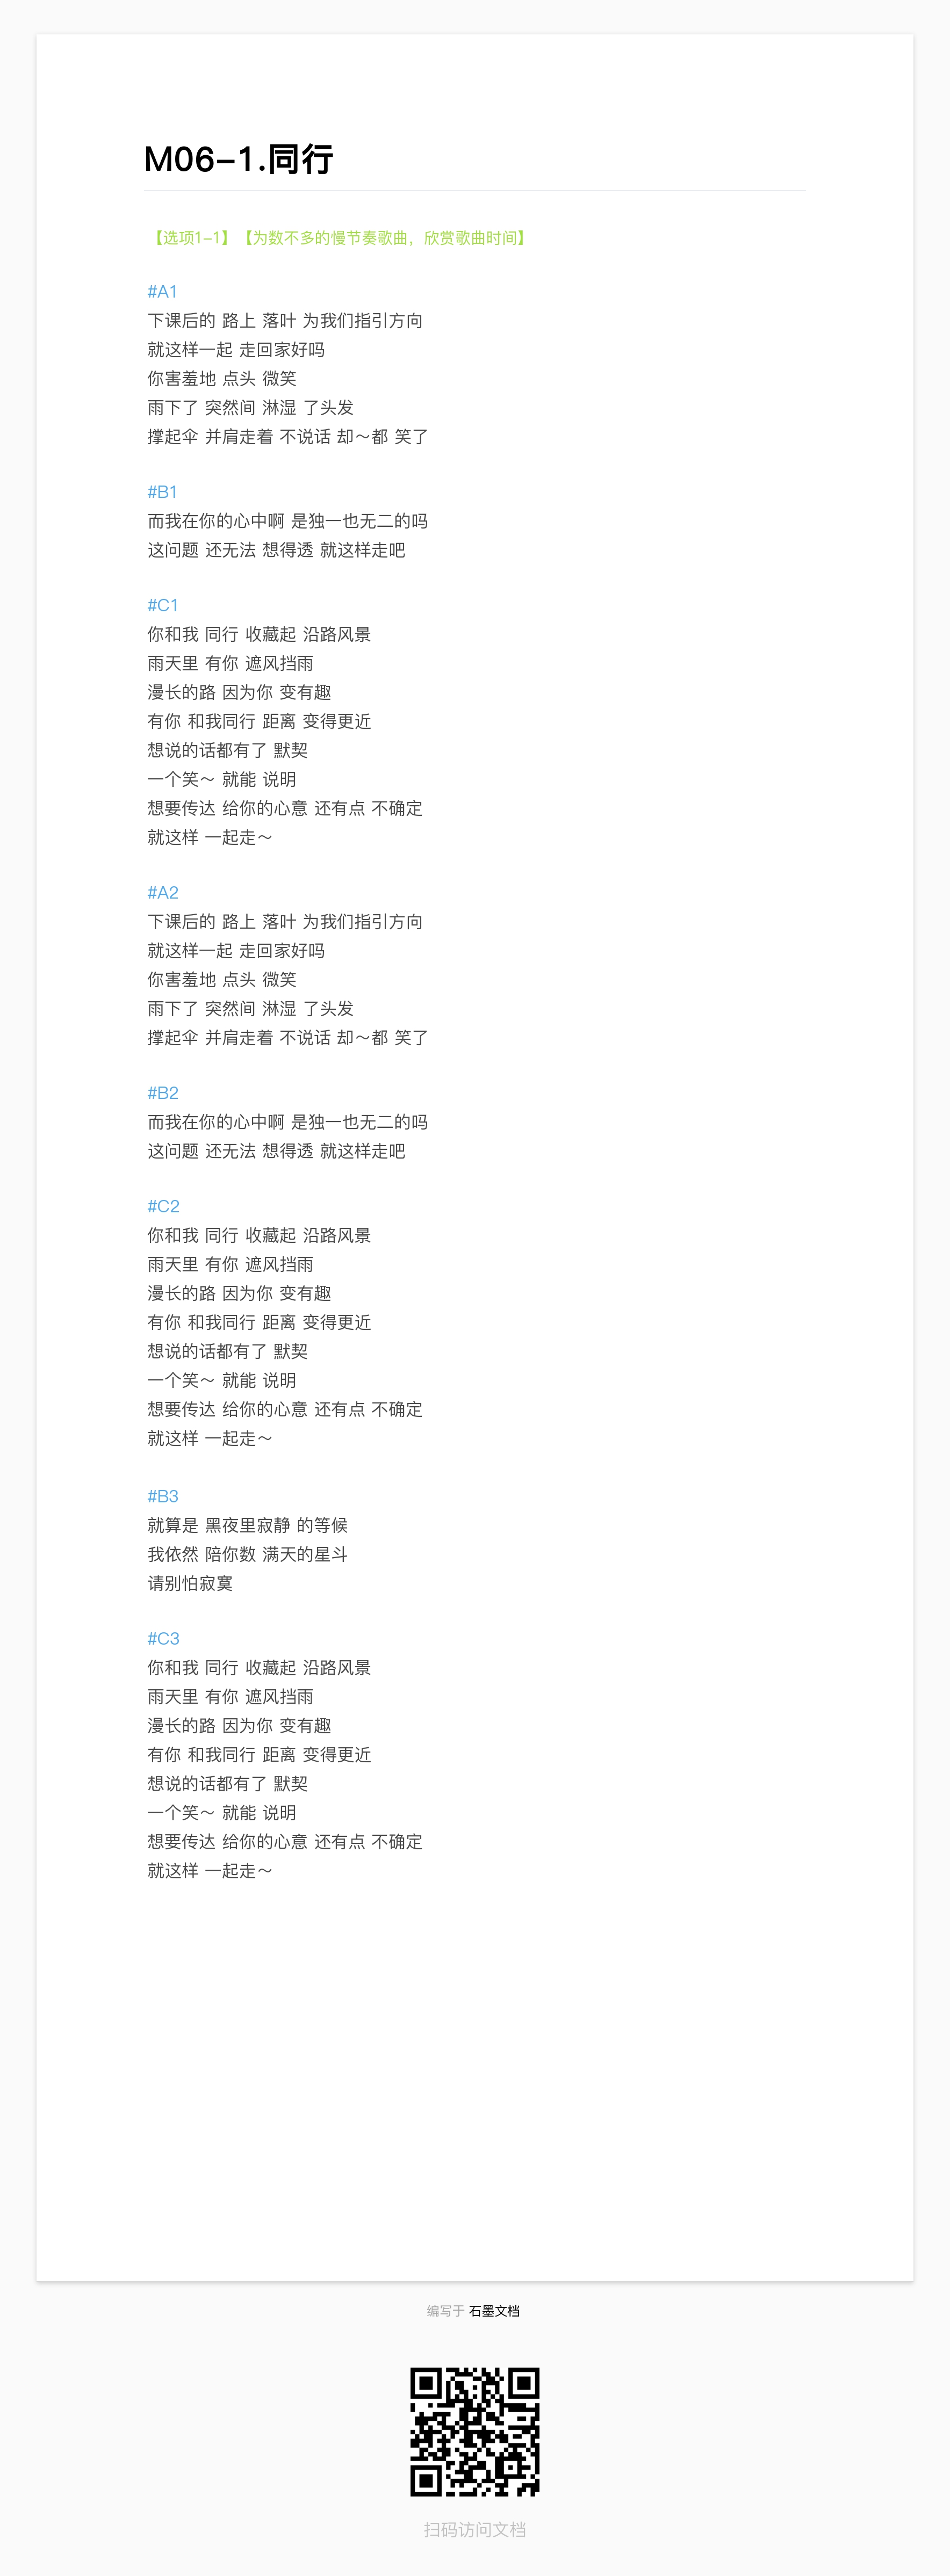 M06-1.同行
【选项1-1】【为数不多的慢节奏歌曲，欣赏歌曲时间】
#A1
下课后的 路上 落叶 为我们指引方向
就这样一起 走回家好吗
你害羞地 点头 微笑
雨下了 突然间 淋湿 了头发
撑起伞 并肩走着 不说话 却～都 笑了
#B1
而我在你的心中啊 是独一也无二的吗
这问题 还无法 想得透 就这样走吧
#C1
你和我 同行 收藏起 沿路风景
雨天里 有你 遮风挡雨
漫长的路 因为你 变有趣
有你 和我同行 距离 变得更近
想说的话都有了 默契
一个笑～ 就能 说明
想要传达 给你的心意 还有点 不确定
就这样 一起走～
#A2
下课后的 路上 落叶 为我们指引方向
就这样一起 走回家好吗
你害羞地 点头 微笑
雨下了 突然间 淋湿 了头发
撑起伞 并肩走着 不说话 却～都 笑了
#B2
而我在你的心中啊 是独一也无二的吗
这问题 还无法 想得透 就这样走吧
#C2
你和我 同行 收藏起 沿路风景
雨天里 有你 遮风挡雨
漫长的路 因为你 变有趣
有你 和我同行 距离 变得更近
想说的话都有了 默契
一个笑～ 就能 说明
想要传达 给你的心意 还有点 不确定
就这样 一起走～
#B3
就算是 黑夜里寂静 的等候
我依然 陪你数 满天的星斗
请别怕寂寞
#C3
你和我 同行 收藏起 沿路风景
雨天里 有你 遮风挡雨
漫长的路 因为你 变有趣
有你 和我同行 距离 变得更近
想说的话都有了 默契
一个笑～ 就能 说明
想要传达 给你的心意 还有点 不确定
就这样 一起走～
编写于 石墨文档
扫码访问文档